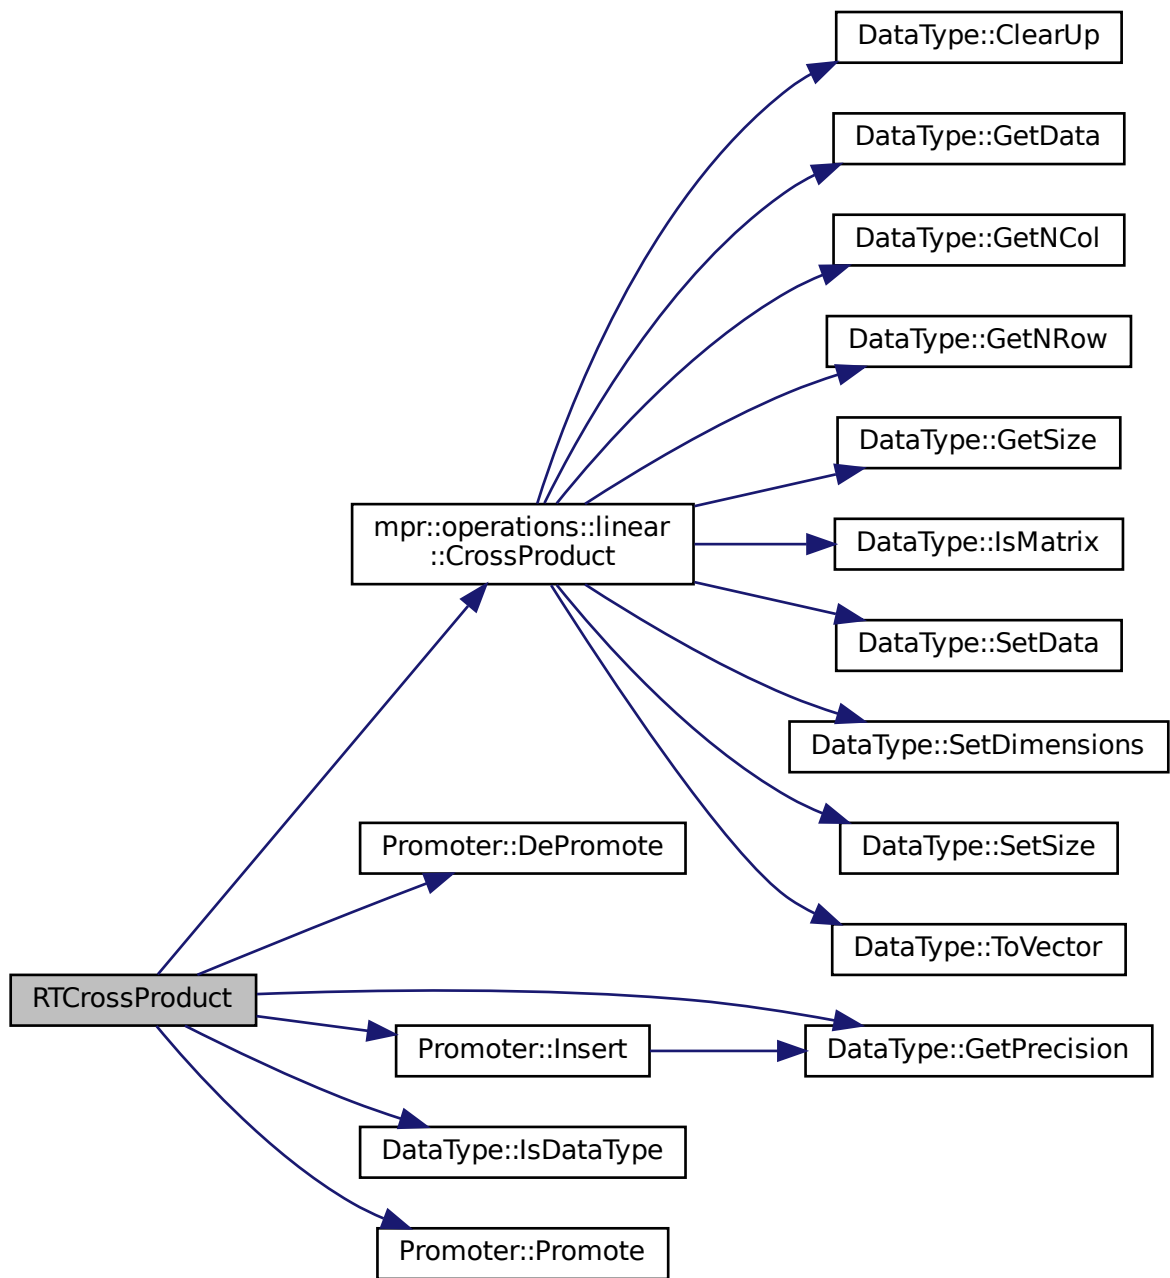 DataType::ClearUp
DataType::GetData
DataType::GetNCol
DataType::GetNRow
DataType::GetSize
mpr::operations::linear
::CrossProduct
DataType::IsMatrix
DataType::SetData
DataType::SetDimensions
DataType::SetSize
Promoter::DePromote
DataType::ToVector
RTCrossProduct
Promoter::Insert
DataType::GetPrecision
DataType::IsDataType
Promoter::Promote